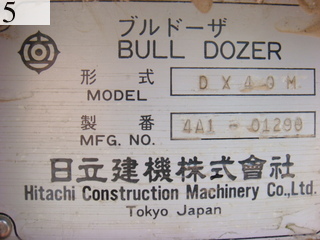 5
ブルドーザ
BULL DOZER
形式 DX40M
MODEL
製番 4A1-01290
MFG. NO.
日立建機株式會社
Hitachi Construction Machinery Co.,Ltd.
Tokyo Japan